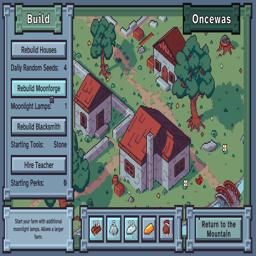 Build
Oncewas
Rebuild Houses
Daily Random Seeds: 4
Rebuild Moonforge
Moonlight Lamps: 1
Rebuild Blacksmith
Starting Tools: Stone
Hire Teacher
Starting Perks:
Start your farm with additional
moonlight lamps. Allows a larger
farm.
Return to the
Mountain